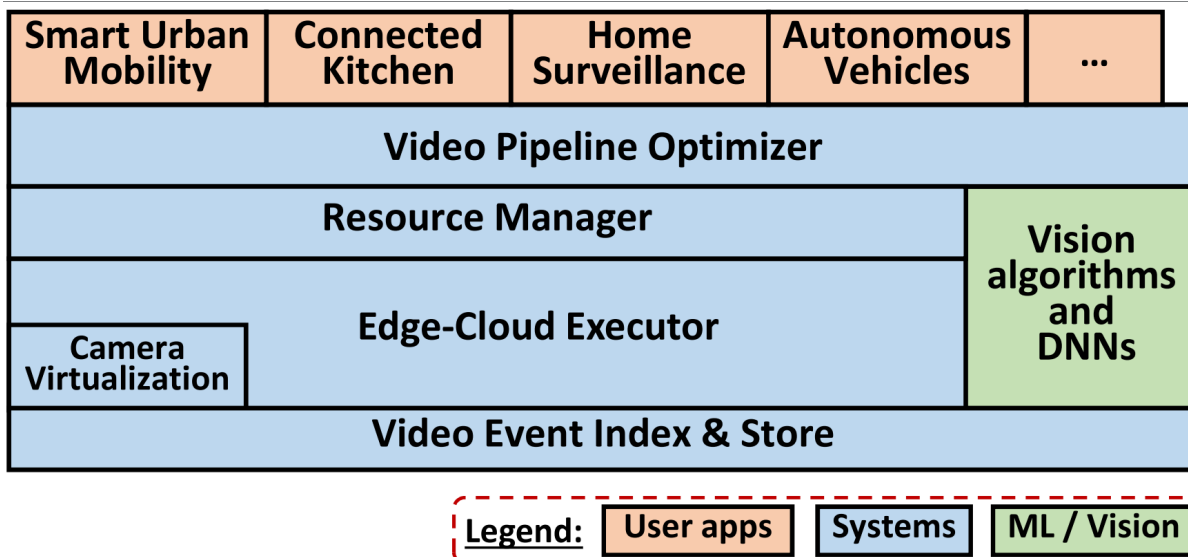 Smart Urban
Mobility
Connected
Kitchen
Home
Surveillance
Autonomous
Vehicles
...
Video Pipeline Optimizer
Resource Manager
Vision
algorithms
and
DNNs
Edge-Cloud Executor
Camera
Virtualization
Video Event Index & Store
Legend:
User apps
Systems
ML / Vision